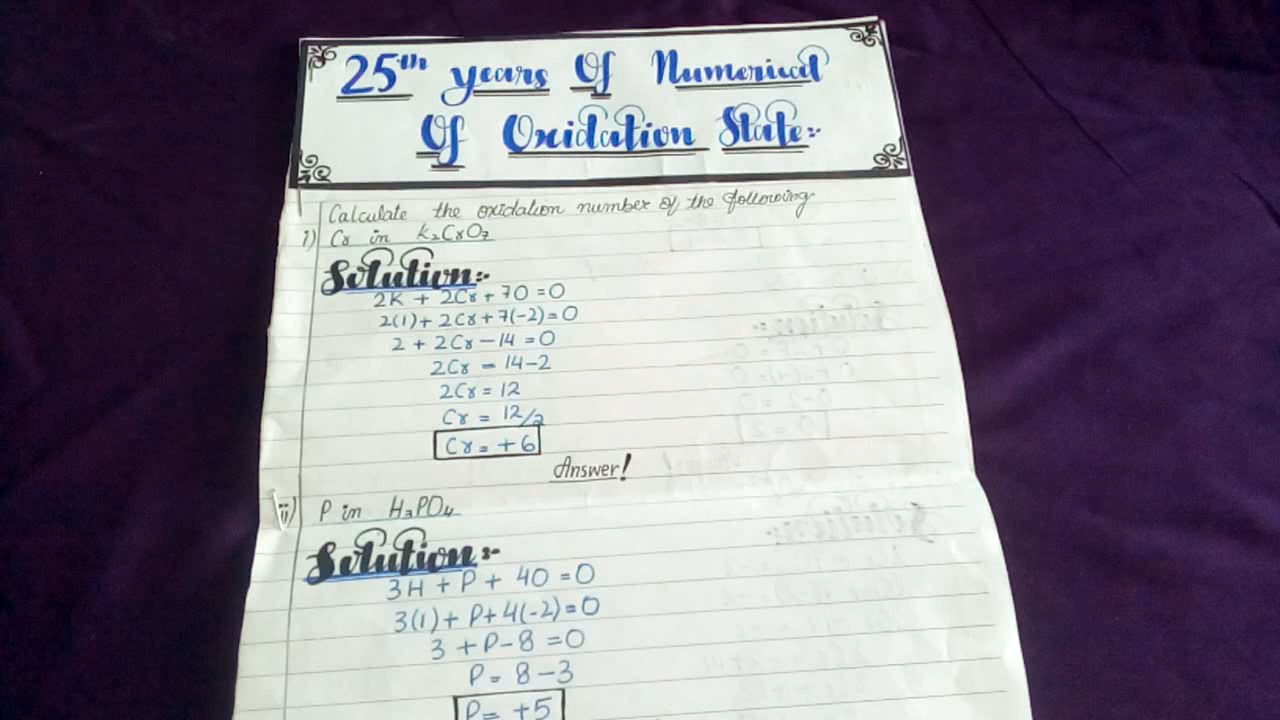 25th years Of Numerical
Of Oxidation State:-
Calculate the oxidation number of the following
i) Cr in K₂CrO₇
Solution:-
2K + 2Cr + 7O = 0
2(1) + 2Cr + 7(-2) = 0
2 + 2Cr - 14 = 0
2Cr = 14 - 2
2Cr = 12
Cr = 12/2
Cr = +6
Answer!
ii) P in H₃PO₄
Solution:-
3H + P + 4O = 0
3(1) + P + 4(-2) = 0
3 + P - 8 = 0
P = 8 - 3
P = +5